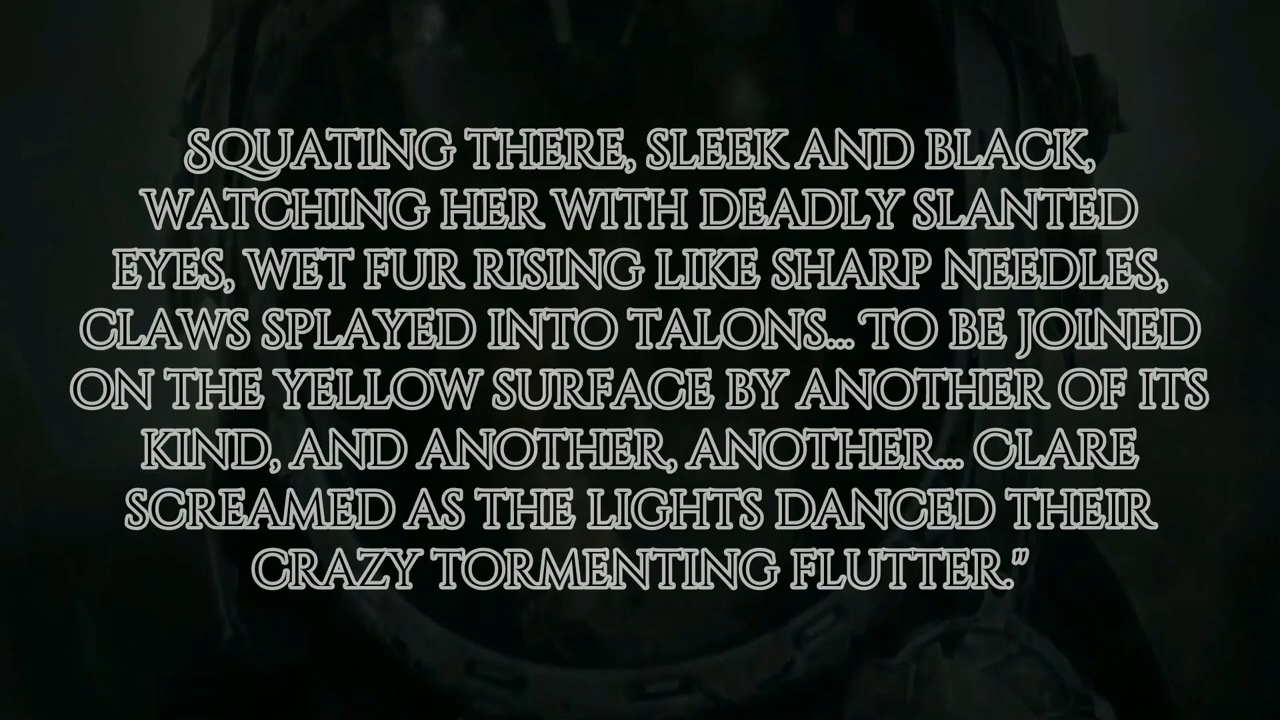 SQUATING THERE, SLEEK AND BLACK,
WATCHING HER WITH DEADLY SLANTED
EYES, WET FUR RISING LIKE SHARP NEEDLES,
CLAWS SPLAYED INTO TALONS... TO BE JOINED
ON THE YELLOW SURFACE BY ANOTHER OF ITS
KIND, AND ANOTHER, ANOTHER... CLARE
SCREAMED AS THE LIGHTS DANCED THEIR
CRAZY TORMENTING FLUTTER."